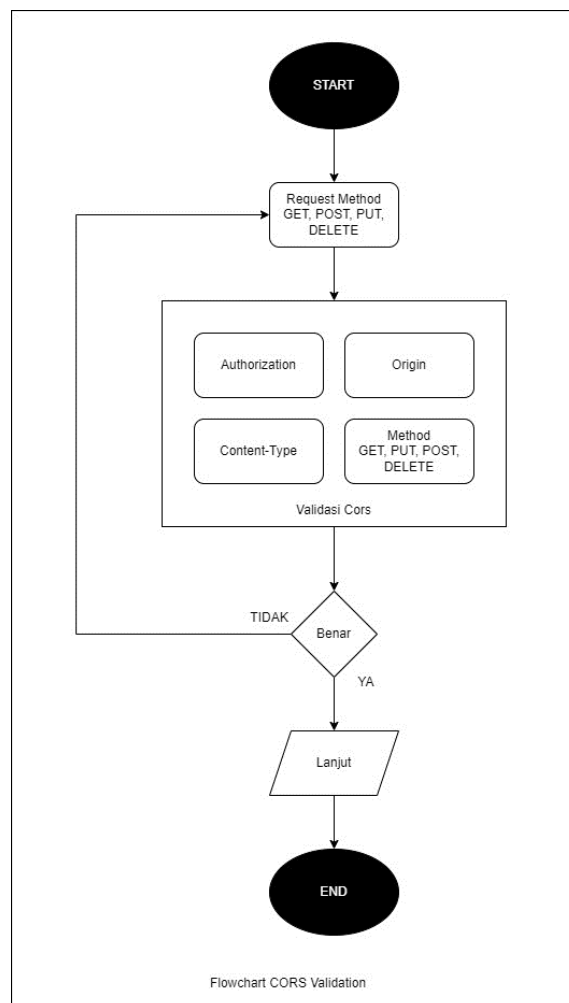 START
Request Method
GET, POST, PUT,
DELETE
Authorization
Origin
Content-Type
Method
GET, PUT, POST,
DELETE
Validasi Cors
TIDAK
Benar
YA
Lanjut
END
Flowchart CORS Validation